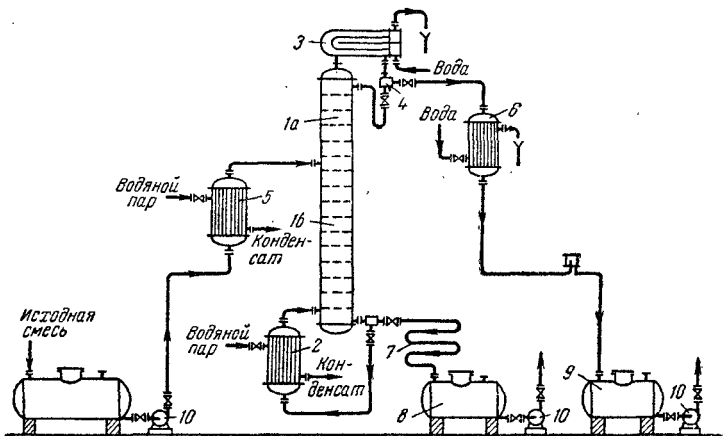 3
Вода
4
1а
Вода
6
Водяной
пар
5
Конден-
сат
1б
Исходная
смесь
Водяной
пар
2
Кон-
денсат
7
8
9
10
10
10